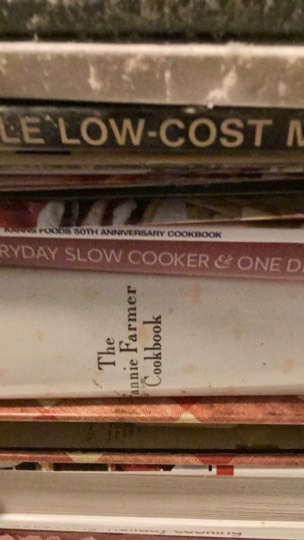 LE LOW-COST M
FOODS 50TH ANNIVERSARY COOKBOOK
RYDAY SLOW COOKER & ONE D
The
annie Farmer
Cookbook